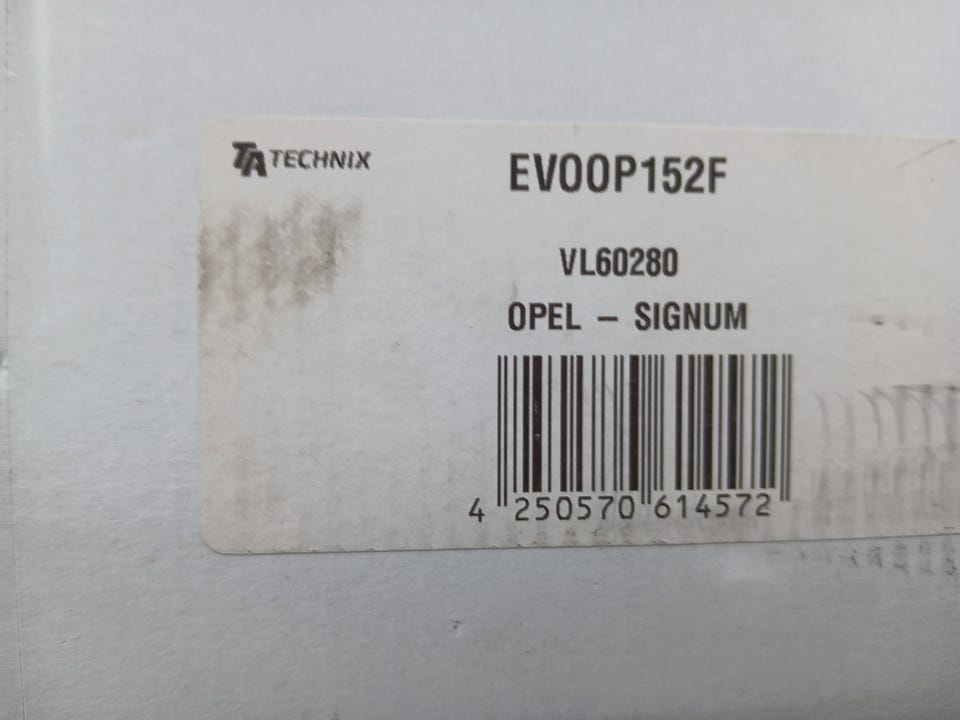 TA TECHNIX
EVOOP152F
VL60280
OPEL – SIGNUM
4 250570 614572